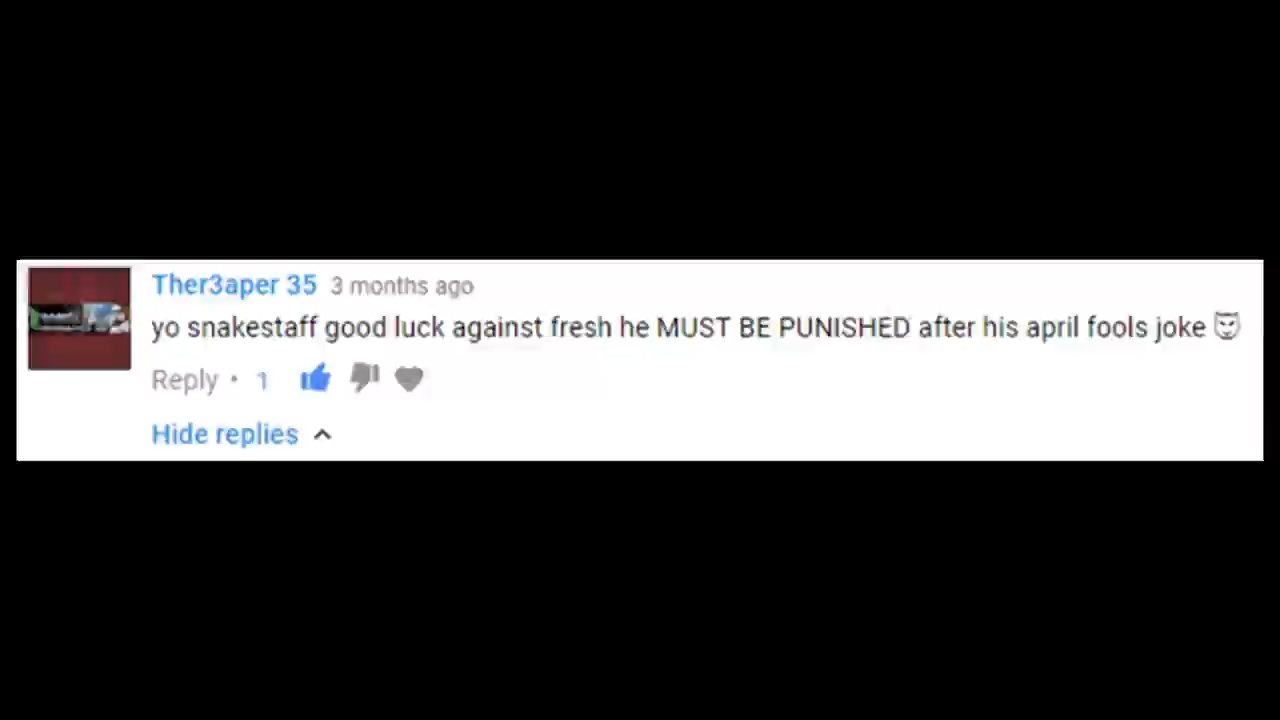 Ther3aper 35 3 months ago
yo snakestaff good luck against fresh he MUST BE PUNISHED after his april fools joke 😈
Reply • 1
Hide replies